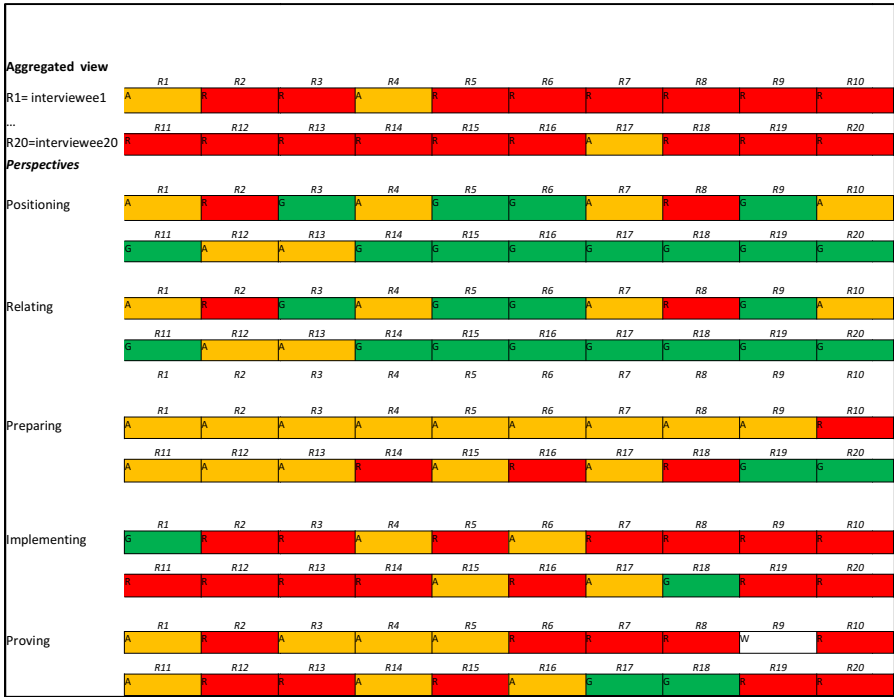 Aggregated view
R1 R2 R3 R4 R5 R6 R7 R8 R9 R10
R1= interviewee1 A R R A R R R R R R
...
R11 R12 R13 R14 R15 R16 R17 R18 R19 R20
R20=interviewee20 R R R R R R A R R R
Perspectives
R1 R2 R3 R4 R5 R6 R7 R8 R9 R10
Positioning A R G A G G A R G A
R11 R12 R13 R14 R15 R16 R17 R18 R19 R20
G A A G G G G G G G
R1 R2 R3 R4 R5 R6 R7 R8 R9 R10
Relating A R G A G G A R G A
R11 R12 R13 R14 R15 R16 R17 R18 R19 R20
G A A G G G G G G G
R1 R2 R3 R4 R5 R6 R7 R8 R9 R10
R1 R2 R3 R4 R5 R6 R7 R8 R9 R10
Preparing A A A A A A A A A R
R11 R12 R13 R14 R15 R16 R17 R18 R19 R20
A A A R A R A R G G
R1 R2 R3 R4 R5 R6 R7 R8 R9 R10
Implementing G R R A R A R R R R
R11 R12 R13 R14 R15 R16 R17 R18 R19 R20
R R R R A R A G R R
R1 R2 R3 R4 R5 R6 R7 R8 R9 R10
Proving A R A A A R R R W R
R11 R12 R13 R14 R15 R16 R17 R18 R19 R20
A R R A R A G G R R